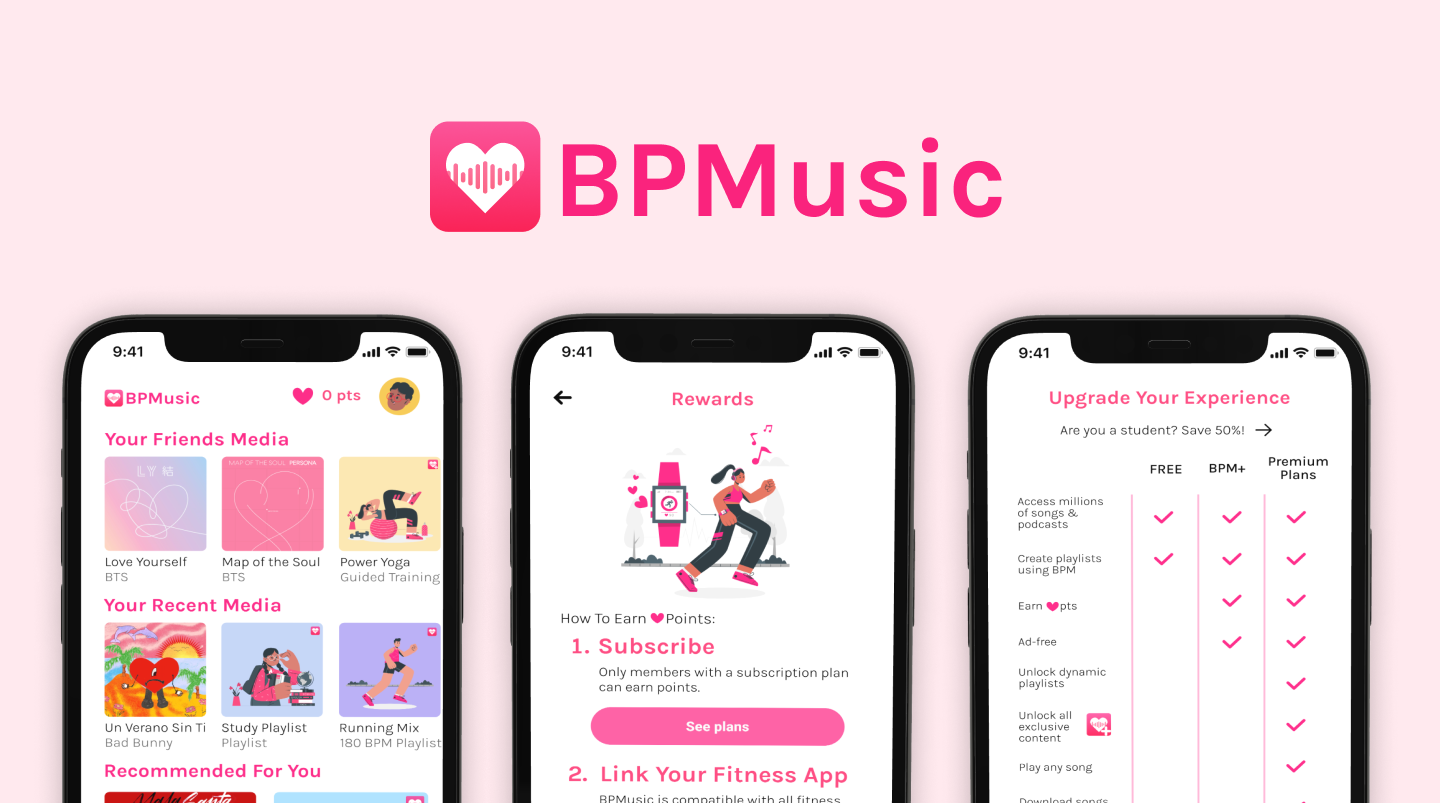 BPMusic
9:41
BPMusic
0 pts
Your Friends Media
LY 結
MAP OF THE SOUL PERSONA
Love Yourself
BTS
Map of the Soul
BTS
Power Yoga
Guided Training
Your Recent Media
Un Verano Sin Ti
Bad Bunny
Study Playlist
Playlist
Running Mix
180 BPM Playlist
Recommended For You
9:41
Rewards
How To Earn Points:
1. Subscribe
Only members with a subscription plan
can earn points.
See plans
2. Link Your Fitness App
BPMusic is compatible with all fitness
9:41
Upgrade Your Experience
Are you a student? Save 50%!
FREE
BPM+
Premium
Plans
Access millions
of songs &
podcasts
Create playlists
using BPM
Earn pts
Ad-free
Unlock dynamic
playlists
Unlock all
exclusive
content
Play any song
Download songs